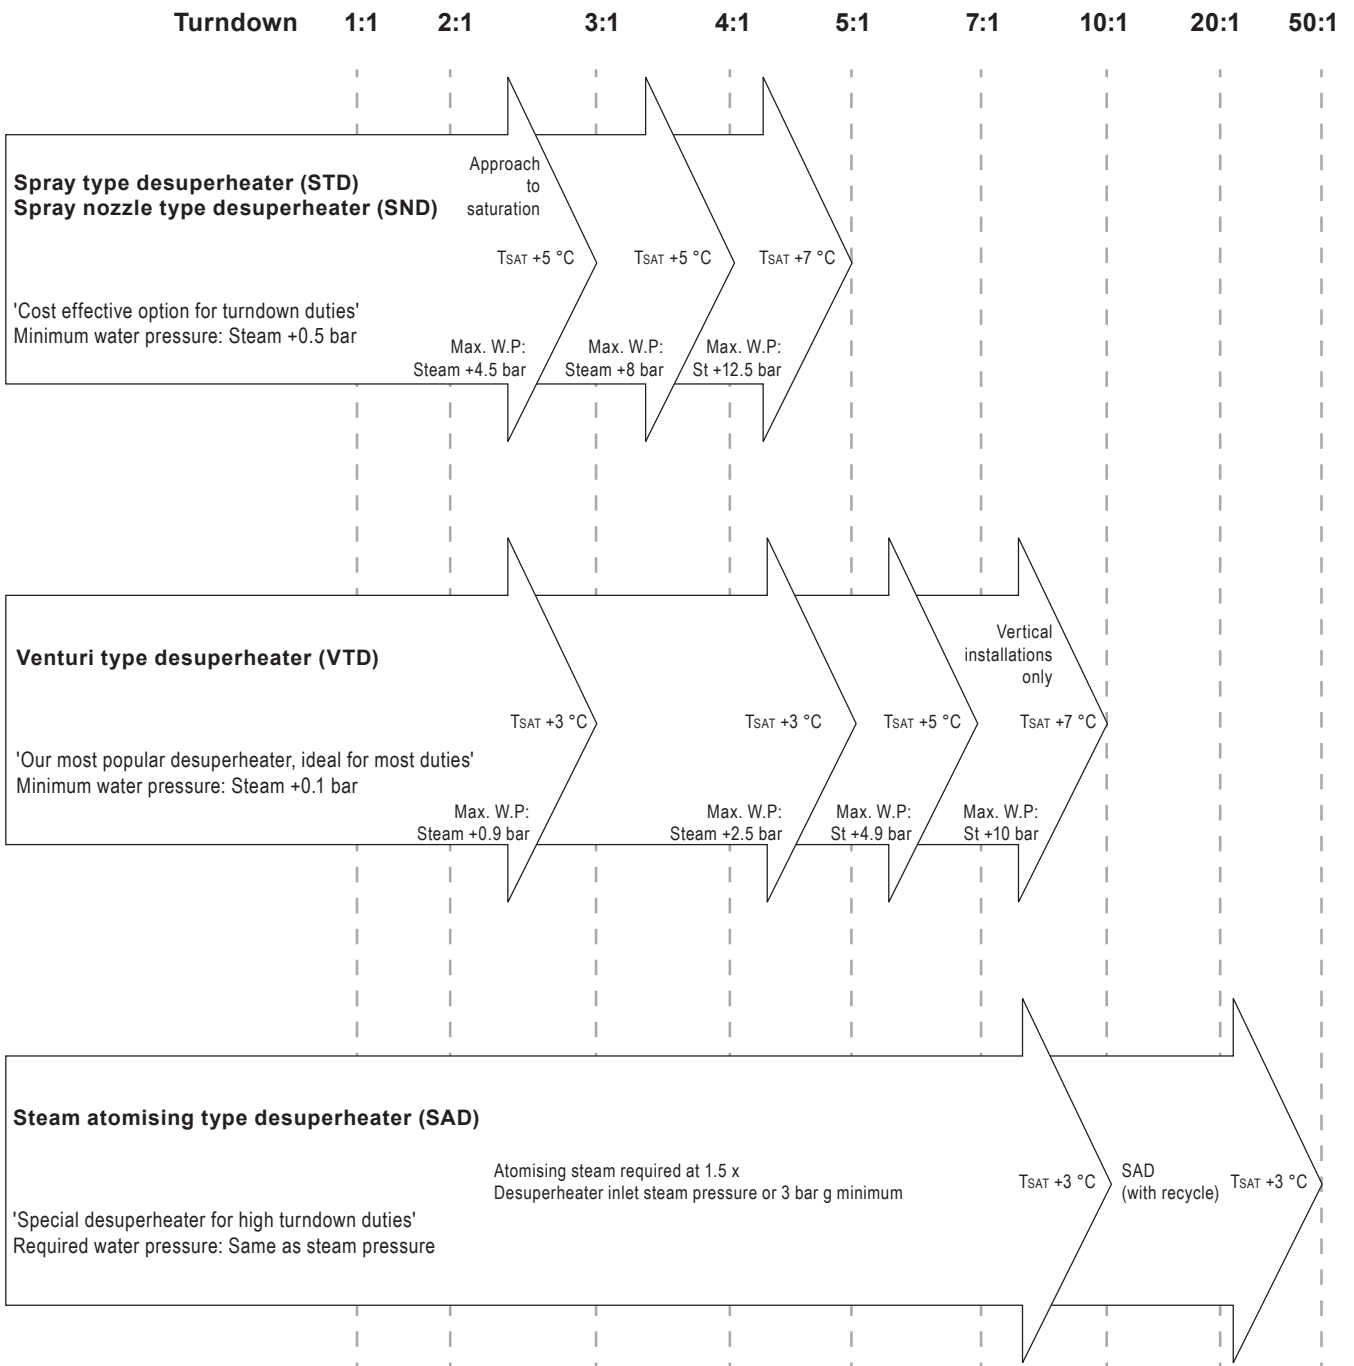 Turndown 1:1 2:1 3:1 4:1 5:1 7:1 10:1 20:1 50:1
Approach
to
saturation
Spray type desuperheater (STD)
Spray nozzle type desuperheater (SND)
TSAT +5 °C TSAT +5 °C TSAT +7 °C
'Cost effective option for turndown duties'
Minimum water pressure: Steam +0.5 bar
Max. W.P: Max. W.P: Max. W.P:
Steam +4.5 bar Steam +8 bar St +12.5 bar
Vertical
installations
only
Venturi type desuperheater (VTD)
TSAT +3 °C TSAT +3 °C TSAT +5 °C TSAT +7 °C
'Our most popular desuperheater, ideal for most duties'
Minimum water pressure: Steam +0.1 bar
Max. W.P: Max. W.P: Max. W.P: Max. W.P:
Steam +0.9 bar Steam +2.5 bar St +4.9 bar St +10 bar
Steam atomising type desuperheater (SAD)
Atomising steam required at 1.5 x
Desuperheater inlet steam pressure or 3 bar g minimum
TSAT +3 °C
SAD
(with recycle)
TSAT +3 °C
'Special desuperheater for high turndown duties'
Required water pressure: Same as steam pressure